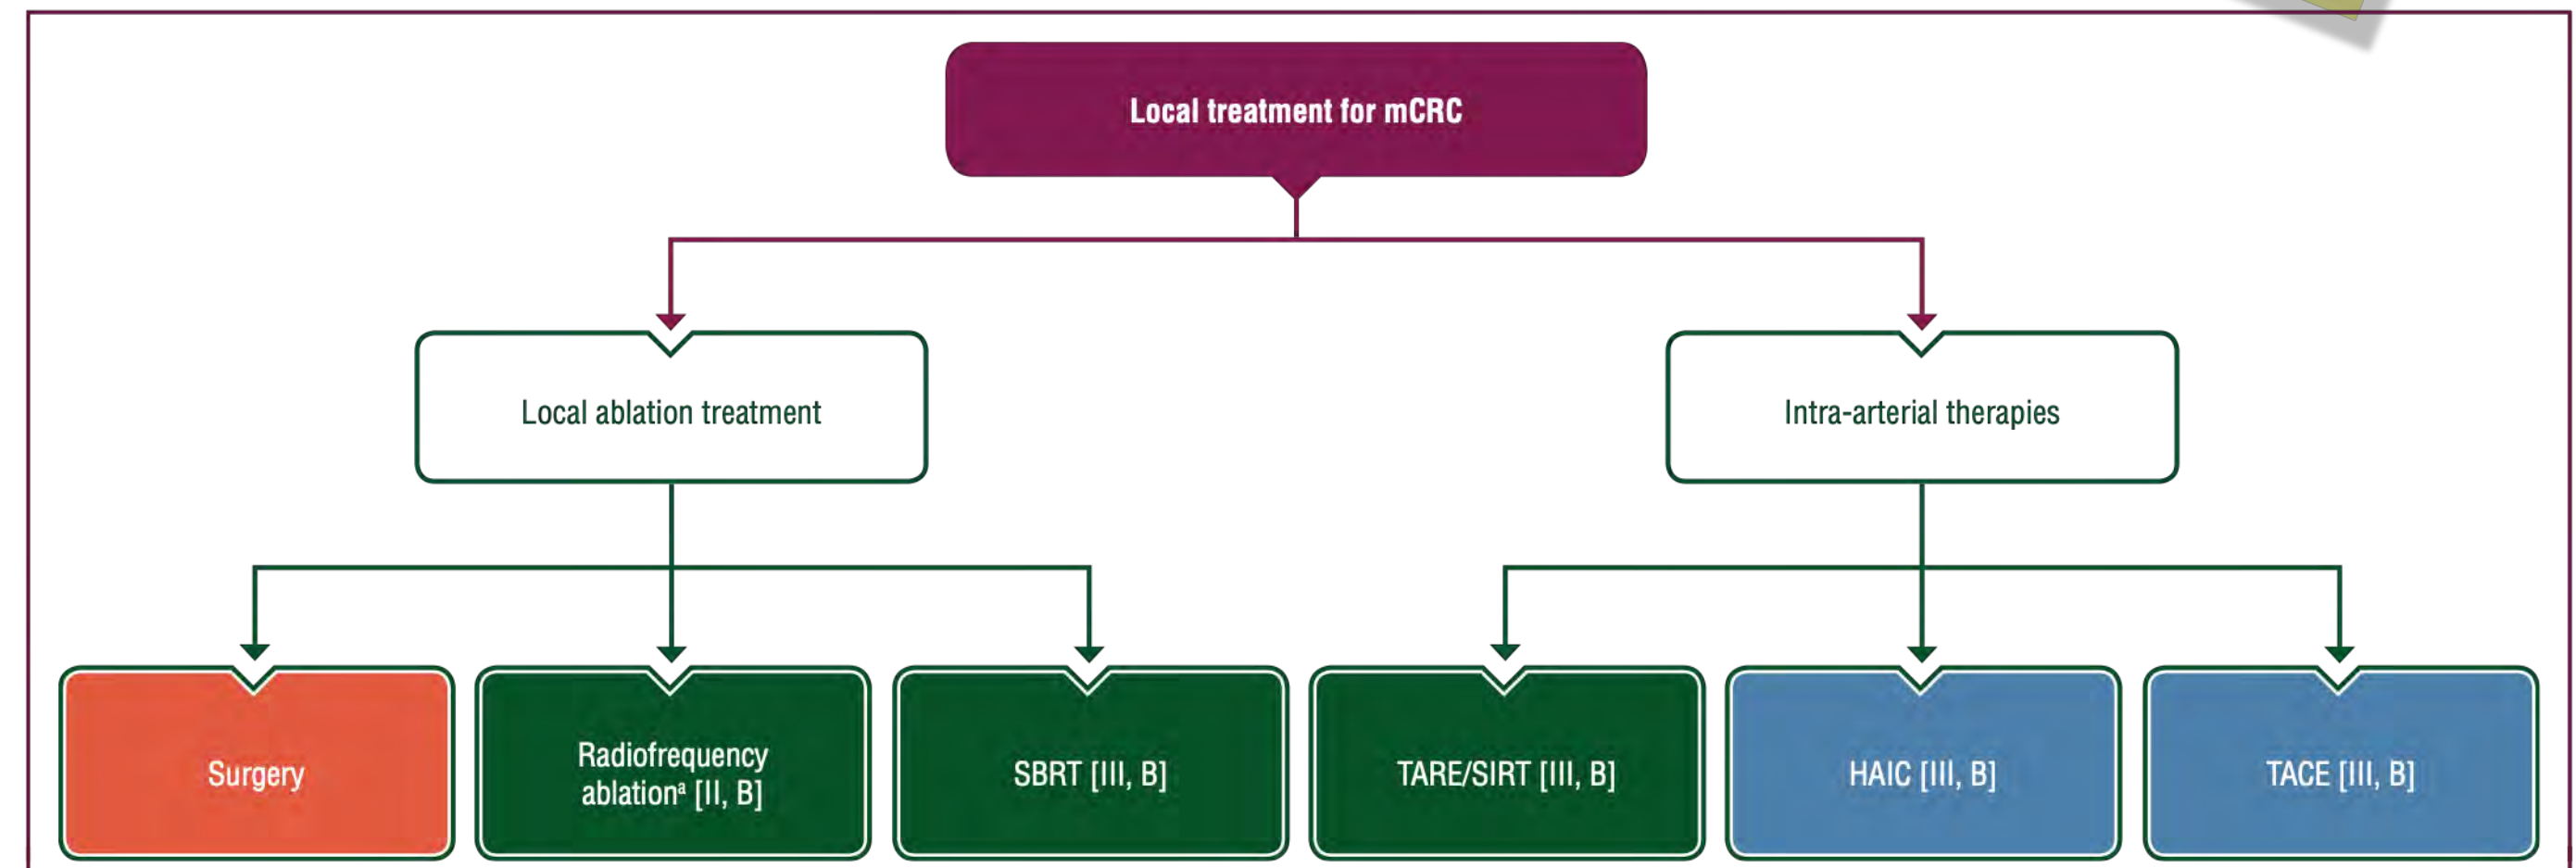 Local treatment for mCRC
Local ablation treatment
Intra-arterial therapies
Surgery
Radiofrequency
ablationᵃ [II, B]
SBRT [III, B]
TARE/SIRT [III, B]
HAIC [III, B]
TACE [III, B]